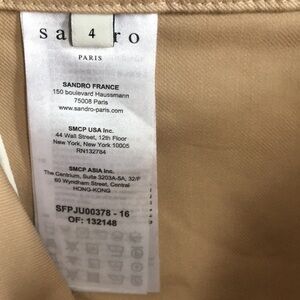 sa ro
4
PARIS
SANDRO FRANCE
150 boulevard Haussmann
75008 Paris
www.sandro-paris.com
SMCP USA Inc.
44 Wall Street, 12th Floor
New York, New York 10005
RN132784
SMCP ASIA Inc.
The Centrium, Suite 3203A-5A, 32/F
60 Wyndham Street, Central
HONG-KONG
SFPJU00378 - 16
OF: 132148